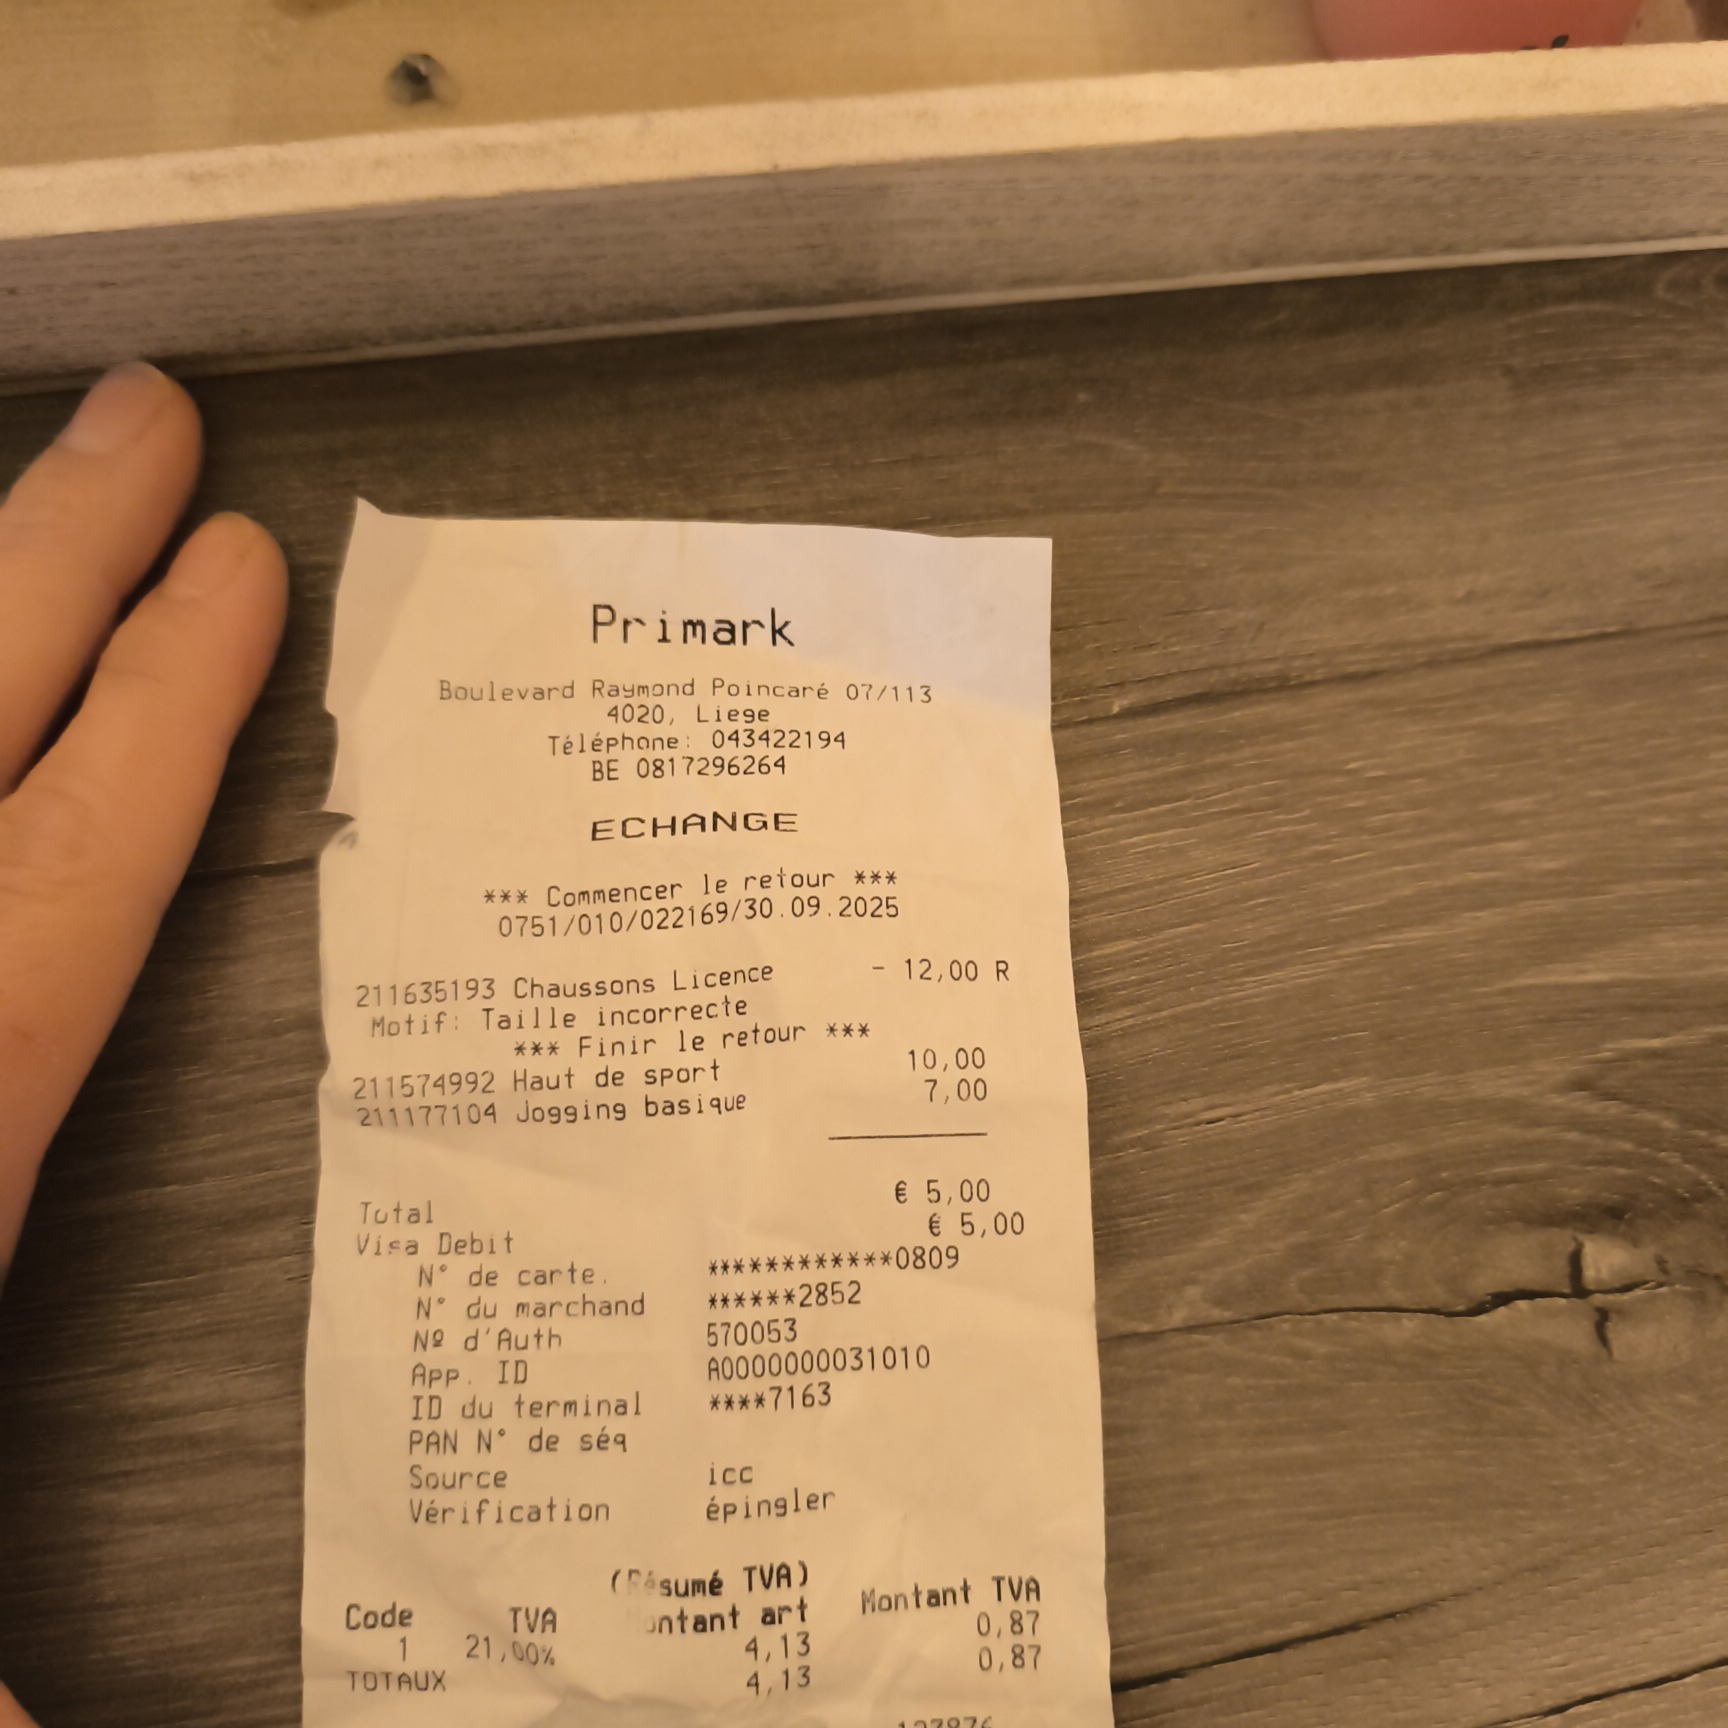 Primark
Boulevard Raymond Poincaré 07/113
4020, Liege
Téléphone: 043422194
BE 0817296264
ECHANGE
*** Commencer le retour ***
0751/010/022169/30.09.2025
211635193 Chaussons Licence - 12,00 R
Motif: Taille incorrecte
*** Finir le retour ***
211574992 Haut de sport 10,00
211177104 Jogging basique 7,00
Total € 5,00
Visa Debit € 5,00
N° de carte. ************0809
N° du marchand ******2852
Nº d'Auth 570053
App. ID A0000000031010
ID du terminal ****7163
PAN N° de séq
Source icc
Vérification épingler
(Résumé TVA)
Code TVA Montant art Montant TVA
1 21,00% 4,13 0,87
TOTAUX 4,13 0,87